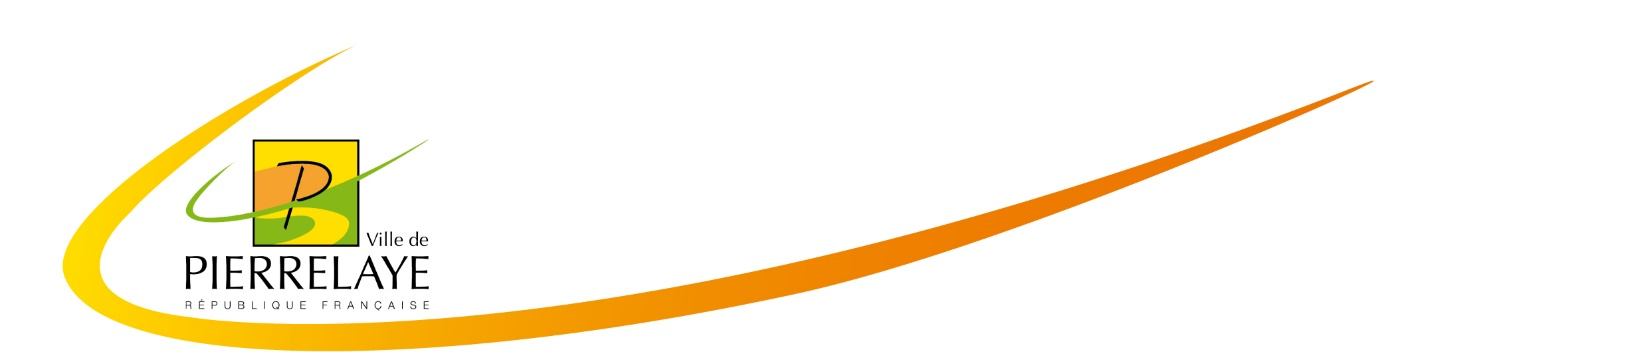 P
Ville de
PIERRELAYE
RÉPUBLIQUE FRANÇAISE